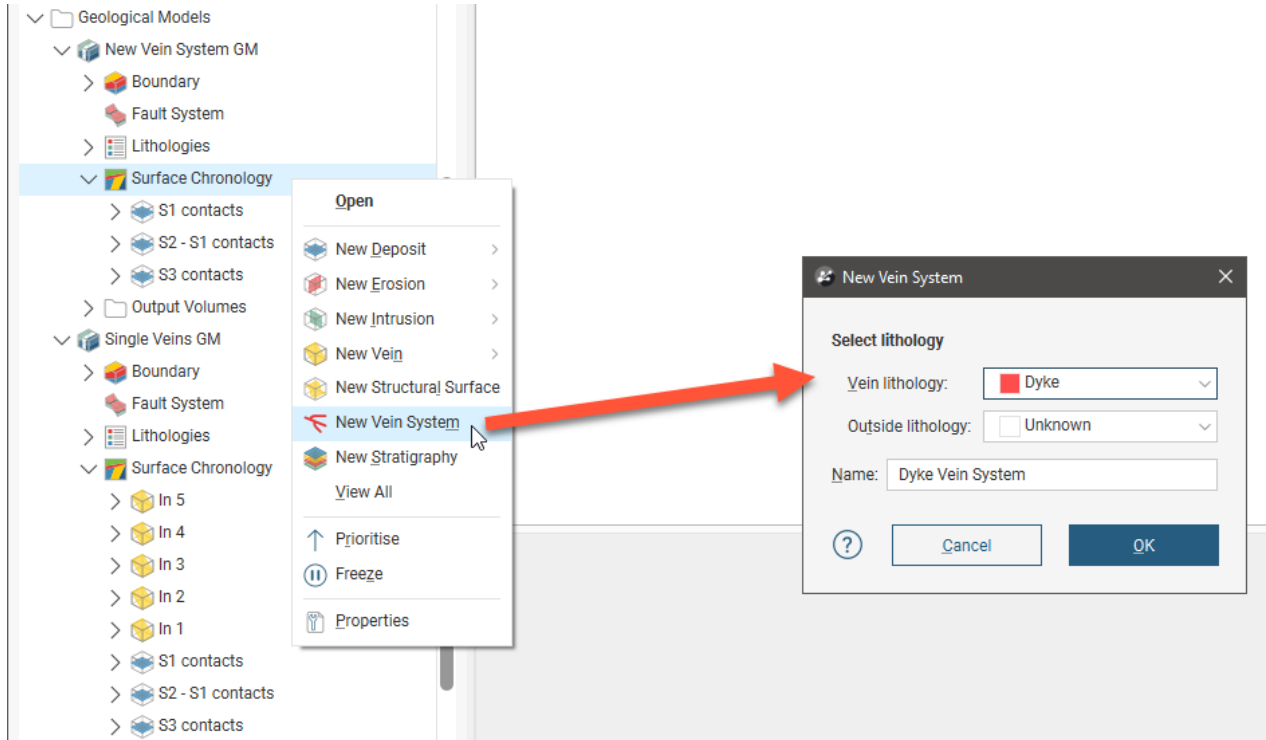 Geological Models
New Vein System GM
Boundary
Fault System
Lithologies
Surface Chronology
S1 contacts
S2 - S1 contacts
S3 contacts
Output Volumes
Single Veins GM
Boundary
Fault System
Lithologies
Surface Chronology
In 5
In 4
In 3
In 2
In 1
S1 contacts
S2 - S1 contacts
S3 contacts
Open
New Deposit
New Erosion
New Intrusion
New Vein
New Structural Surface
New Vein System
New Stratigraphy
View All
Prioritise
Freeze
Properties
New Vein System
Select lithology
Vein lithology: Dyke
Outside lithology: Unknown
Name: Dyke Vein System
? Cancel OK